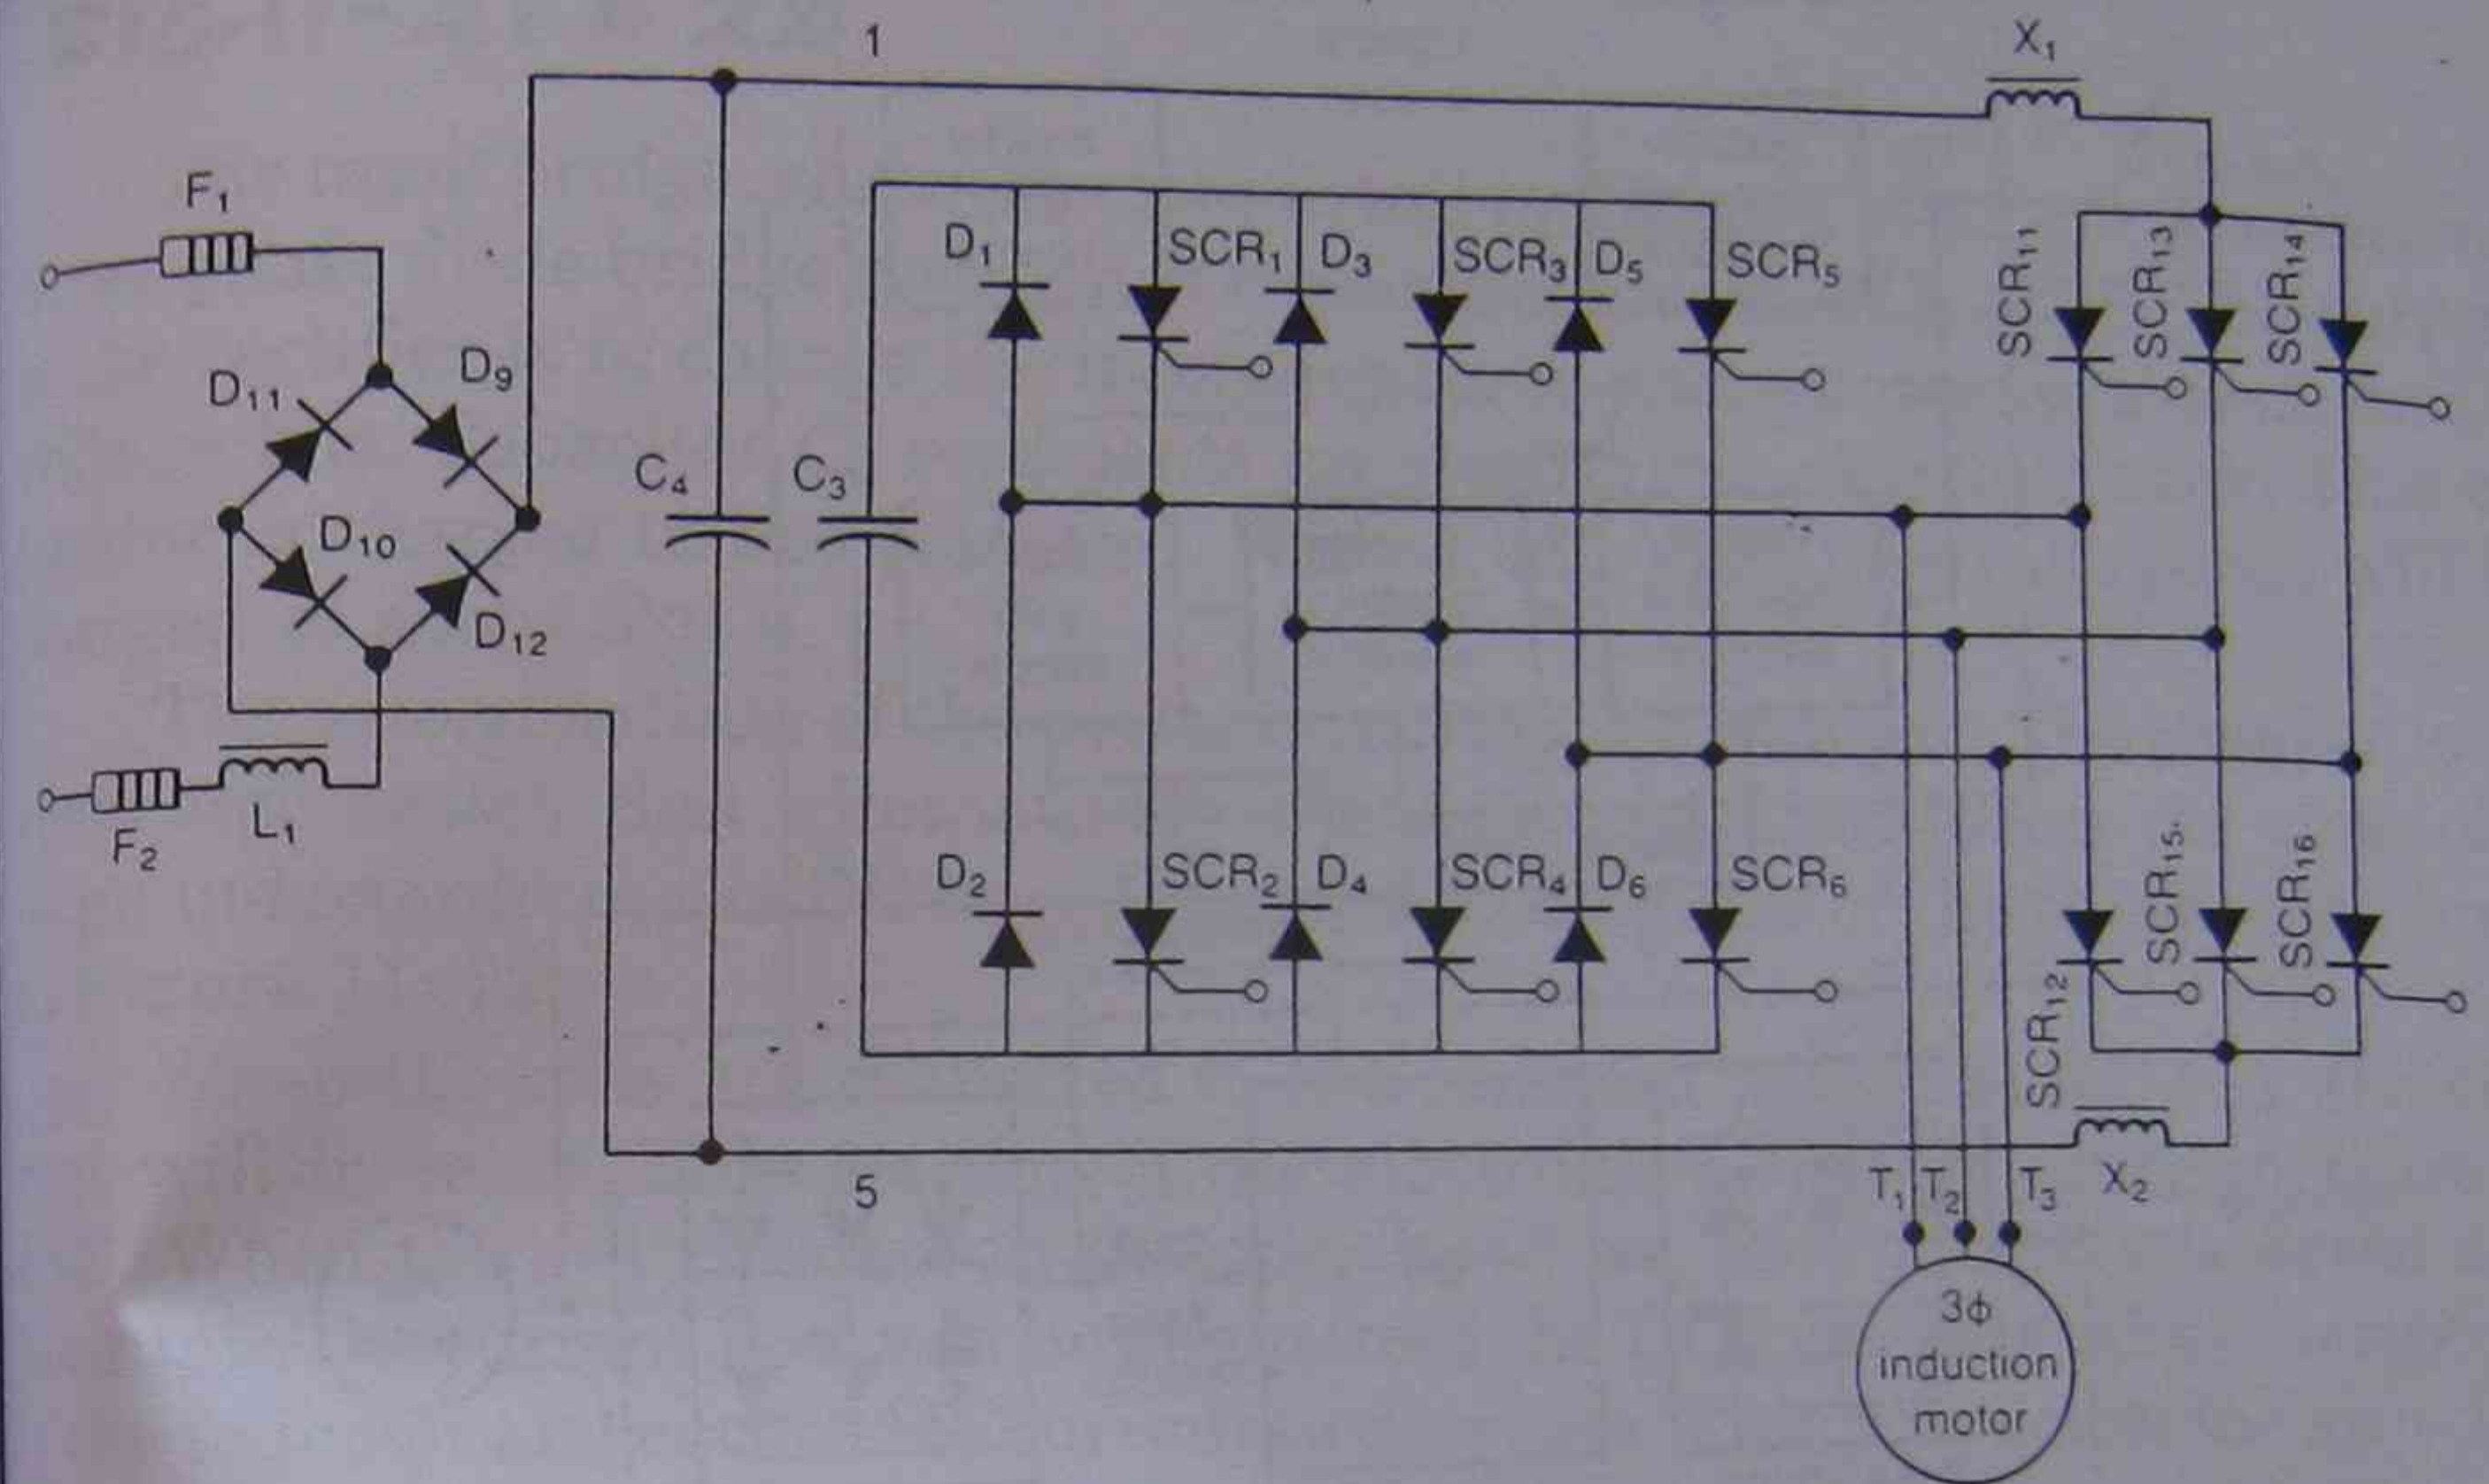 1
X₁
F₁
D₁ SCR₁ D₃ SCR₃ D₅ SCR₅
SCR₁₁ SCR₁₃ SCR₁₄
D₁₁ D₉
C₄ C₃
D₁₀
D₁₂
L₁
F₂
D₂ SCR₂ D₄ SCR₄ D₆ SCR₆
SCR₁₂ SCR₁₅ SCR₁₆
5
T₁ T₂ T₃ X₂
3ϕ
induction
motor